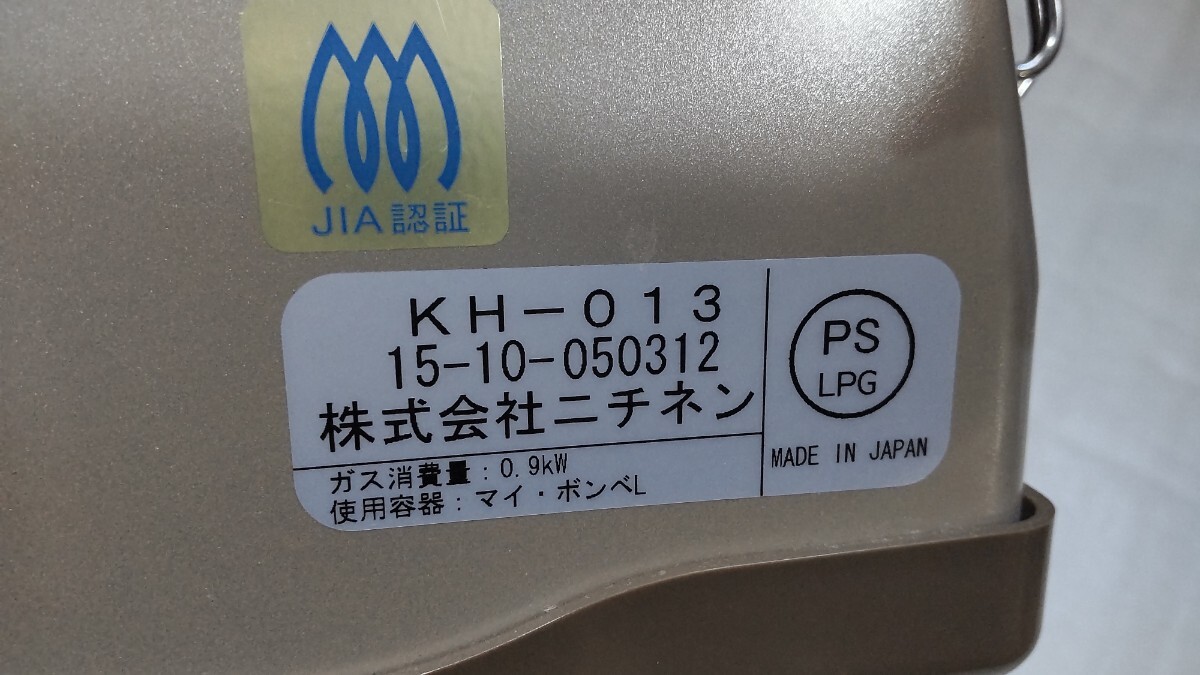 JIA認証
KH-013
15-10-050312
株式会社ニチネン
ガス消費量:0.9kW
使用容器:マイ・ボンベL
PS
LPG
MADE IN JAPAN